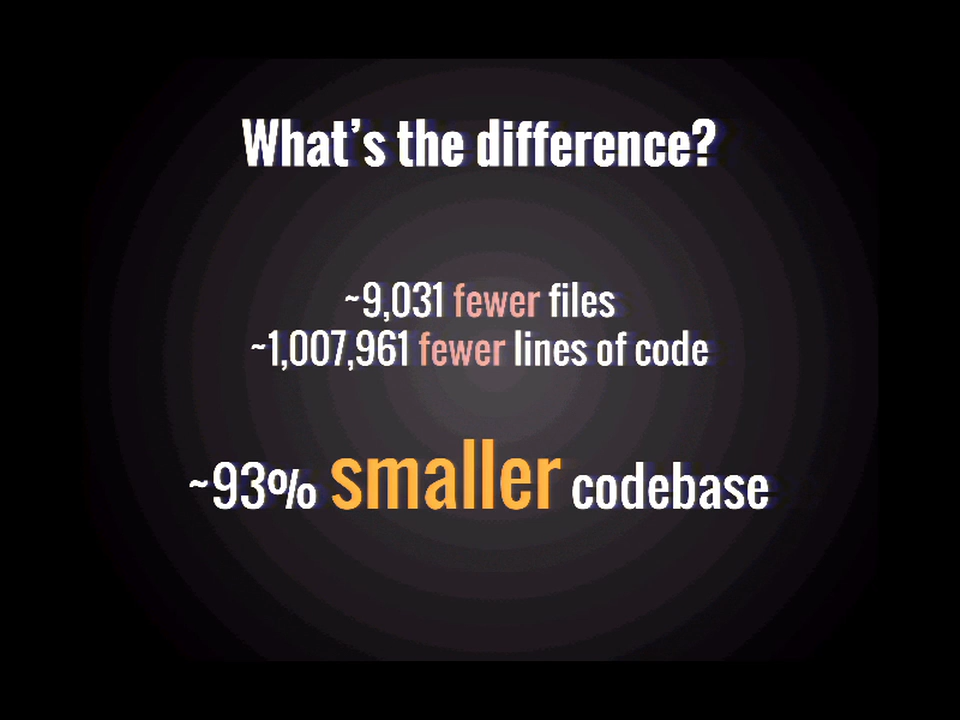 What's the difference?
~9,031 fewer files
~1,007,961 fewer lines of code
~93% smaller codebase